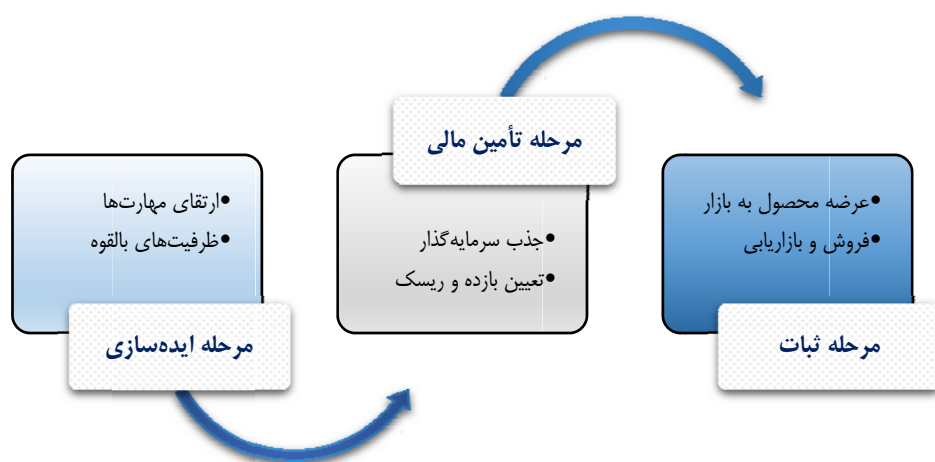 مرحله ایده‌سازی
•ارتقای مهارت‌ها
•ظرفیت‌های بالقوه
مرحله تأمین مالی
•جذب سرمایه‌گذار
•تعیین بازده و ریسک
مرحله ثبات
•عرضه محصول به بازار
•فروش و بازاریابی